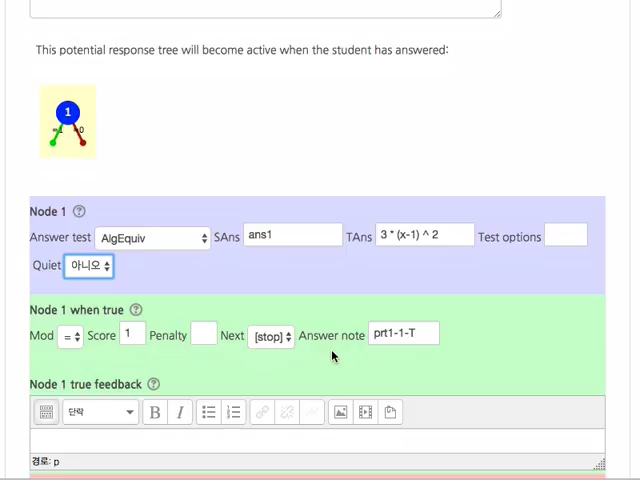 This potential response tree will become active when the student has answered:
1
=1 =0
Node 1
Answer test AlgEquiv SAns ans1 TAns 3 * (x-1) ^ 2 Test options
Quiet 아니오
Node 1 when true
Mod = Score 1 Penalty Next [stop] Answer note prt1-1-T
Node 1 true feedback
단락 B I
경로: p